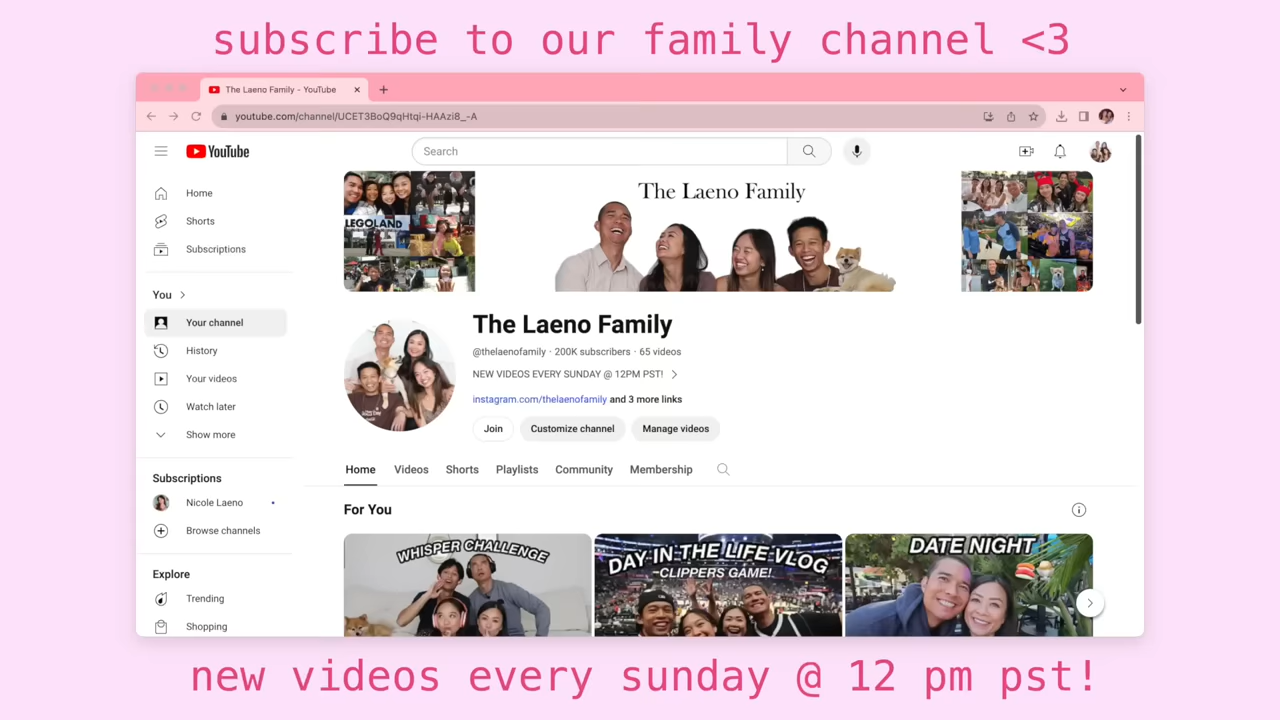 subscribe to our family channel <3
The Laeno Family - YouTube
youtube.com/channel/UCET3BoQ9qHtqi-HAAzi8_-A
YouTube
Search
Home
Shorts
Subscriptions
You
Your channel
History
Your videos
Watch later
Show more
Subscriptions
Nicole Laeno
Browse channels
Explore
Trending
Shopping
LEGOLAND
The Laeno Family
The Laeno Family
@thelaenofamily · 200K subscribers · 65 videos
NEW VIDEOS EVERY SUNDAY @ 12PM PST!
instagram.com/thelaenofamily and 3 more links
Join Customize channel Manage videos
Home Videos Shorts Playlists Community Membership
For You
WHISPER CHALLENGE
DAY IN THE LIFE VLOG
-CLIPPERS GAME!
DATE NIGHT
new videos every sunday @ 12 pm pst!